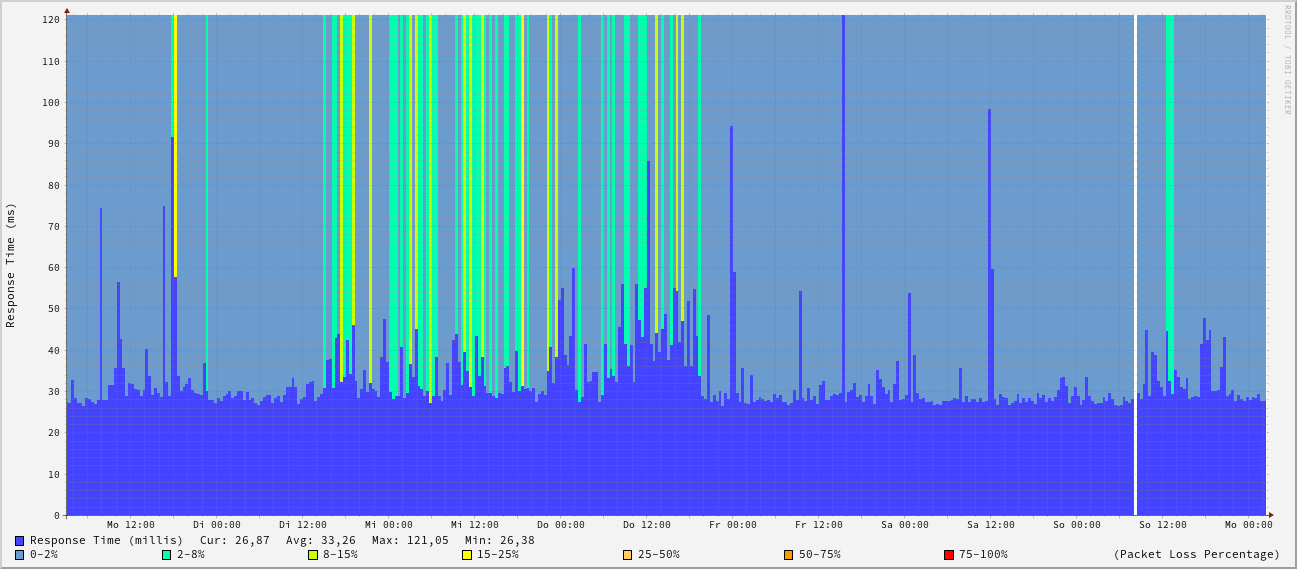 RRDTOOL / TOBI OETIKER
Response Time (ms)
120
110
100
90
80
70
60
50
40
30
20
10
0
Mo 12:00 Di 00:00 Di 12:00 Mi 00:00 Mi 12:00 Do 00:00 Do 12:00 Fr 00:00 Fr 12:00 Sa 00:00 Sa 12:00 So 00:00 So 12:00 Mo 00:00
Response Time (millis) Cur: 26,87 Avg: 33,26 Max: 121,05 Min: 26,38
0-2% 2-8% 8-15% 15-25% 25-50% 50-75% 75-100% (Packet Loss Percentage)